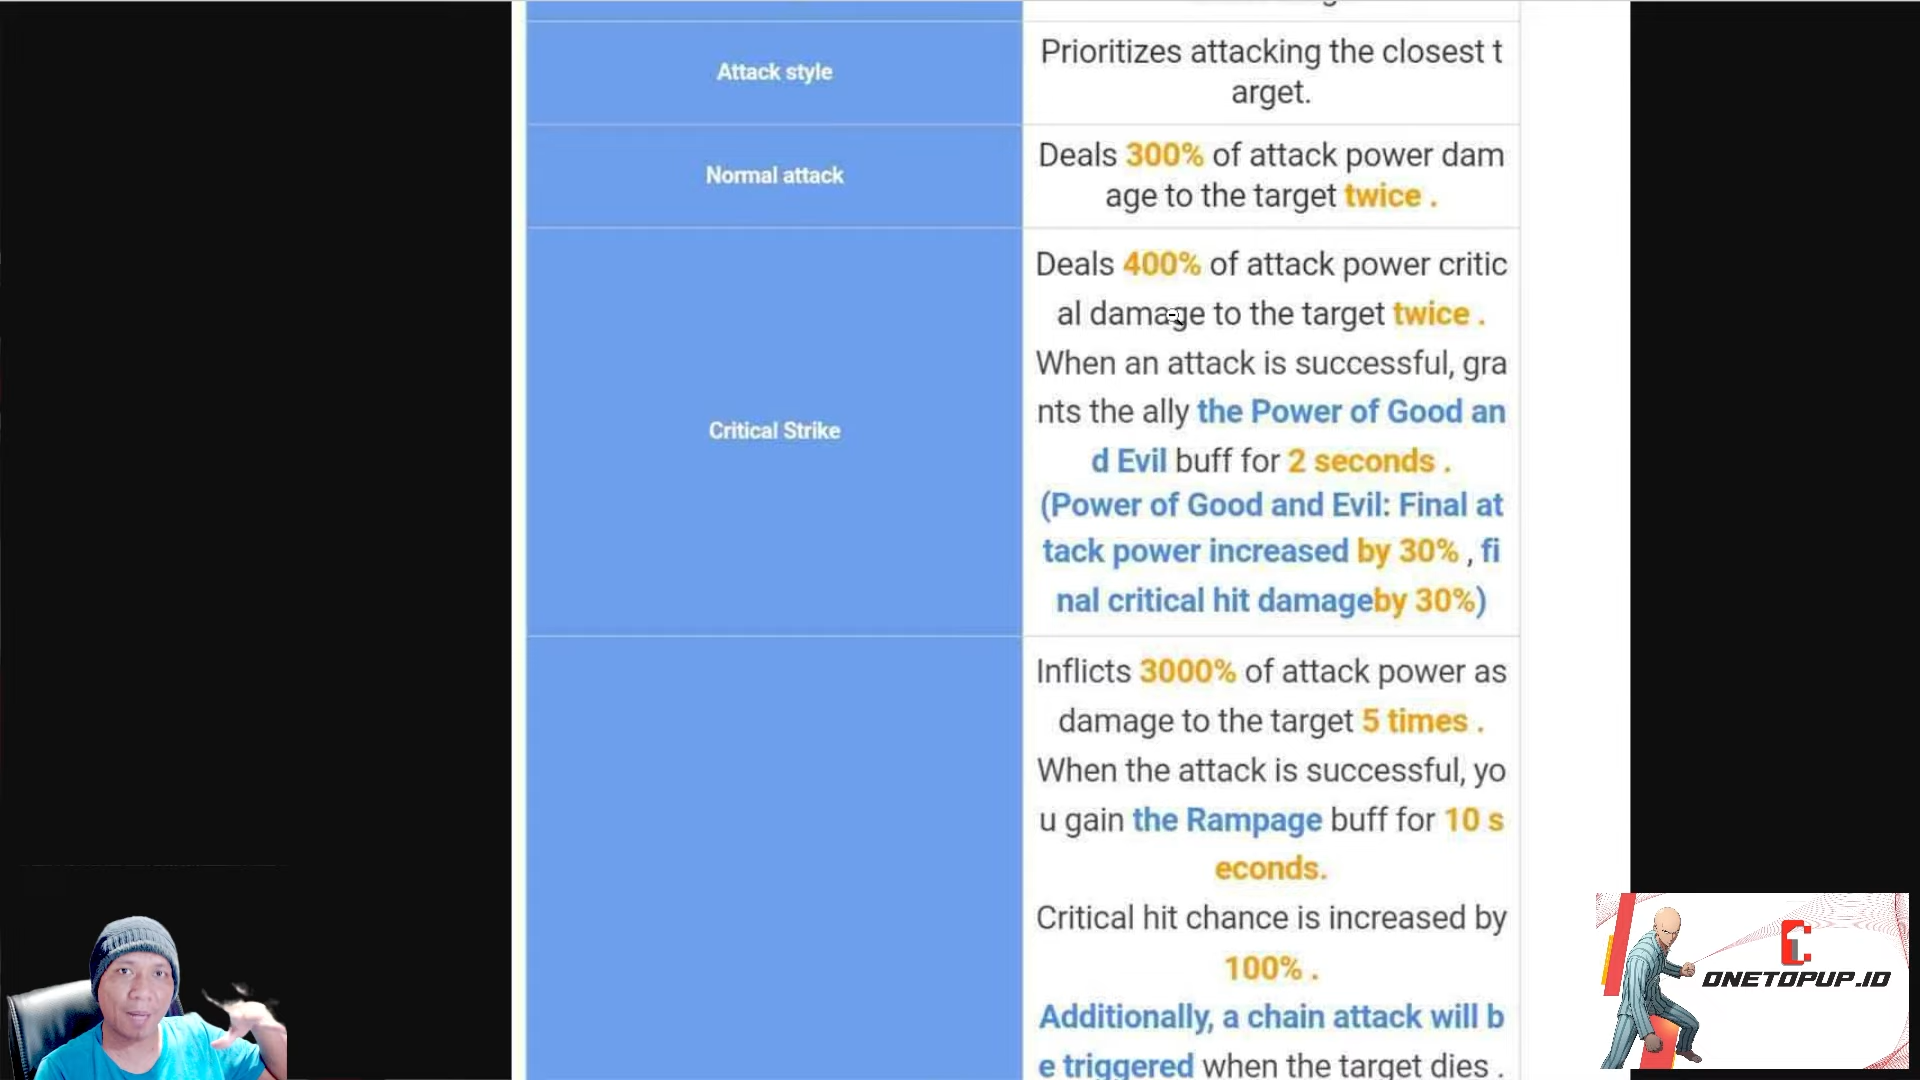 Attack style
Prioritizes attacking the closest t
arget.
Normal attack
Deals 300% of attack power dam
age to the target twice .
Critical Strike
Deals 400% of attack power critic
al damage to the target twice .
When an attack is successful, gra
nts the ally the Power of Good an
d Evil buff for 2 seconds .
(Power of Good and Evil: Final at
tack power increased by 30% , fi
nal critical hit damageby 30%)
Inflicts 3000% of attack power as
damage to the target 5 times .
When the attack is successful, yo
u gain the Rampage buff for 10 s
econds.
Critical hit chance is increased by
100% .
Additionally, a chain attack will b
e triggered when the target dies .
ONETOPUP.ID